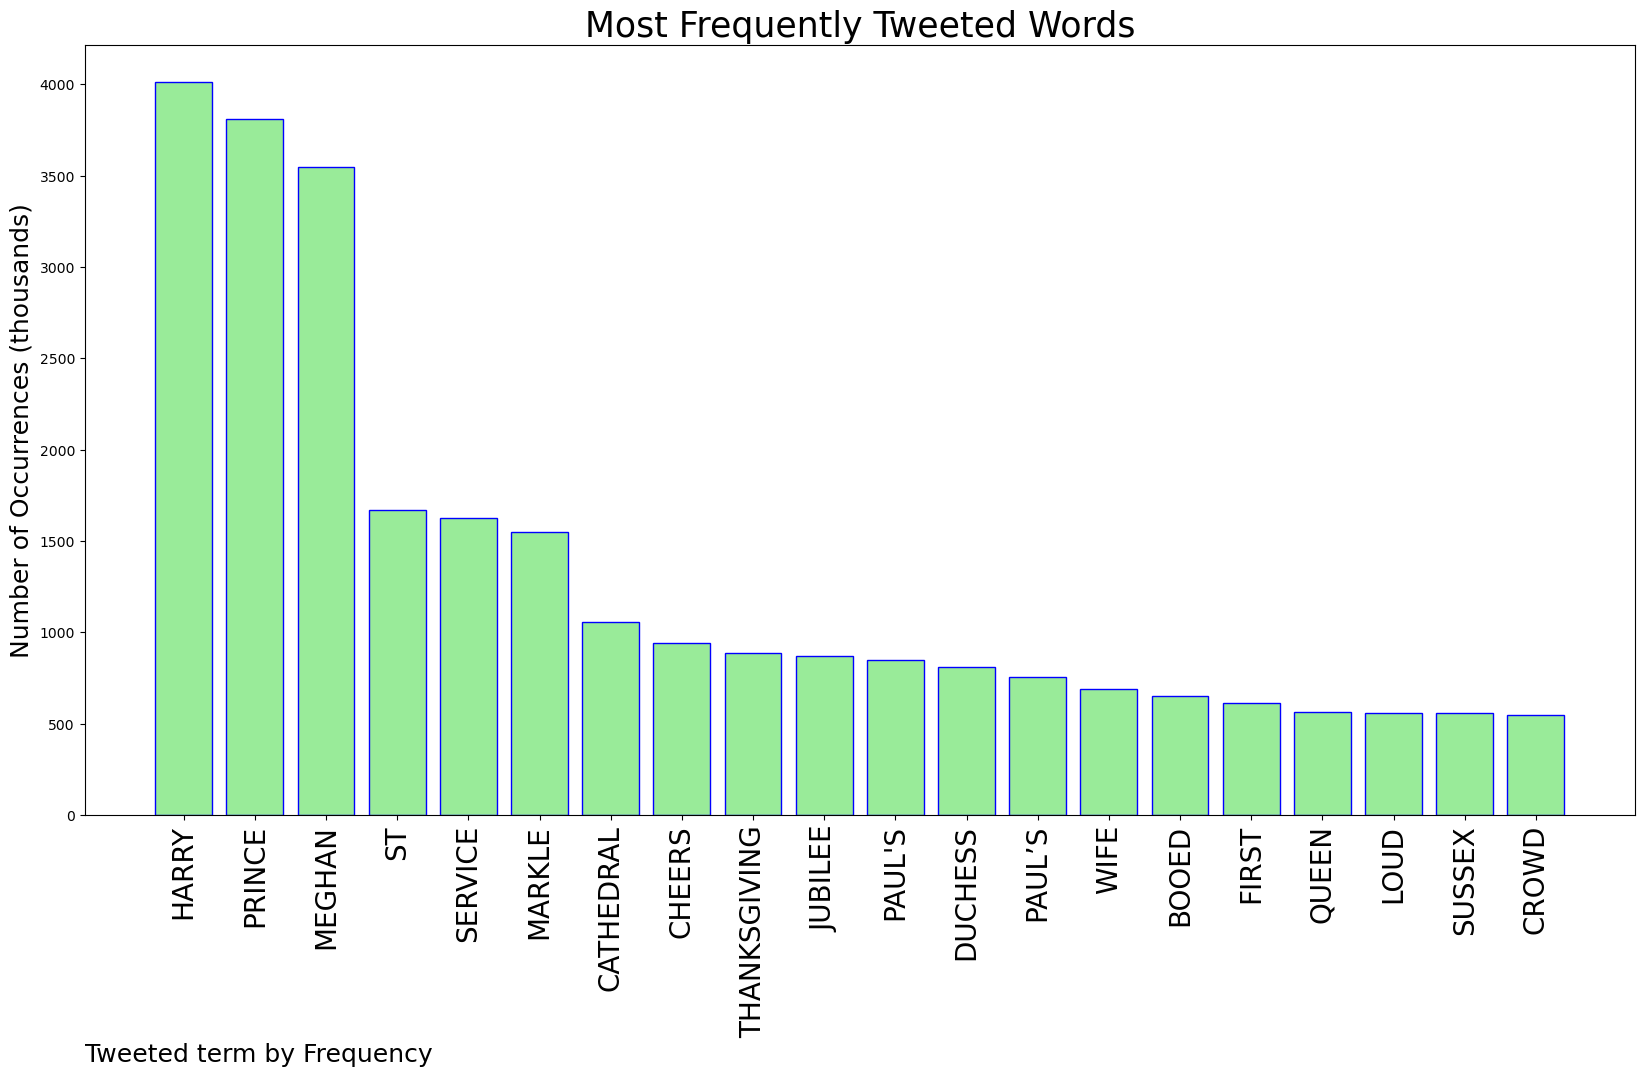 Most Frequently Tweeted Words
Number of Occurrences (thousands)
4000
3500
3000
2500
2000
1500
1000
500
0
HARRY
PRINCE
MEGHAN
ST
SERVICE
MARKLE
CATHEDRAL
CHEERS
THANKSGIVING
JUBILEE
PAUL'S
DUCHESS
PAUL’S
WIFE
BOOED
FIRST
QUEEN
LOUD
SUSSEX
CROWD
Tweeted term by Frequency